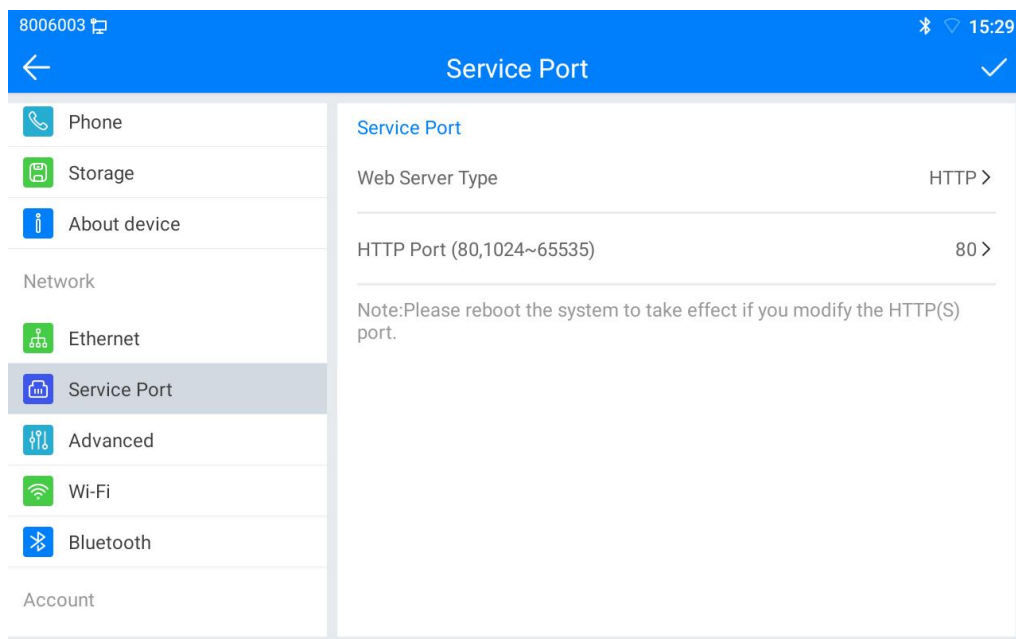 8006003
15:29
Service Port
Phone
Storage
About device
Network
Ethernet
Service Port
Advanced
Wi-Fi
Bluetooth
Account
Service Port
Web Server Type HTTP
HTTP Port (80,1024~65535) 80
Note:Please reboot the system to take effect if you modify the HTTP(S)
port.